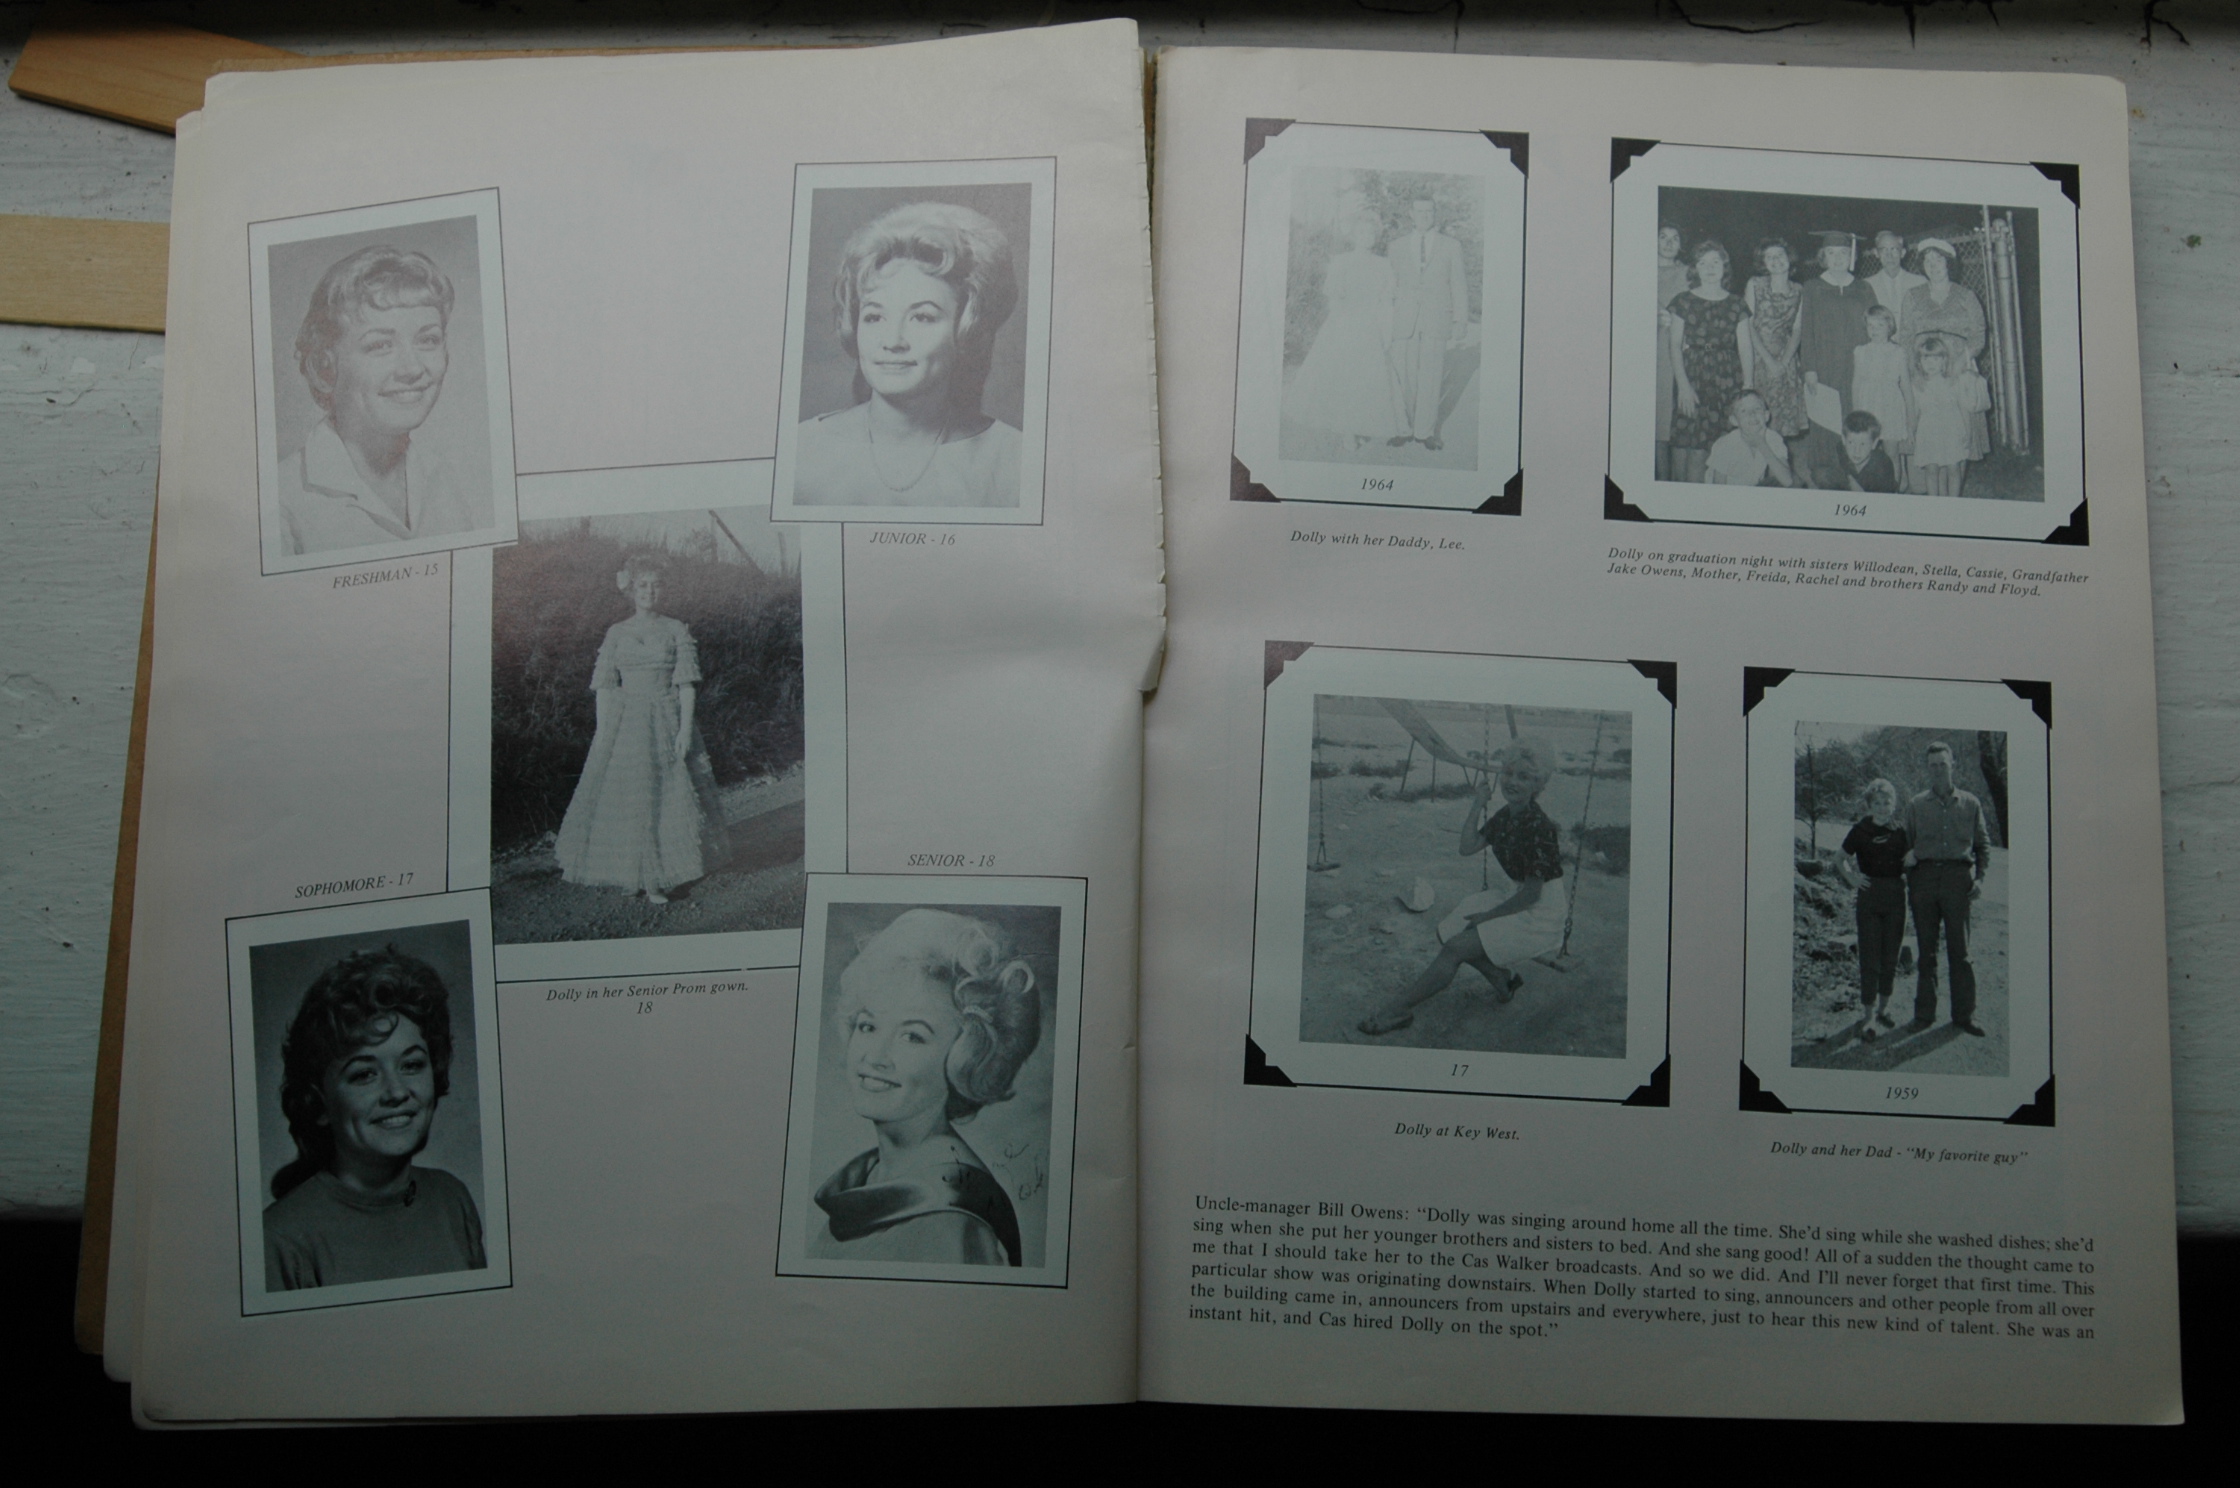 FRESHMAN - 15
JUNIOR - 16
SOPHOMORE - 17
SENIOR - 18
Dolly in her Senior Prom gown.
18
1964
Dolly with her Daddy, Lee.
1964
Dolly on graduation night with sisters Willodean, Stella, Cassie, Grandfather
Jake Owens, Mother, Freida, Rachel and brothers Randy and Floyd.
17
Dolly at Key West.
1959
Dolly and her Dad - "My favorite guy"
Uncle-manager Bill Owens: "Dolly was singing around home all the time. She'd sing while she washed dishes; she'd
sing when she put her younger brothers and sisters to bed. And she sang good! All of a sudden the thought came to
me that I should take her to the Cas Walker broadcasts. And so we did. And I'll never forget that first time. This
particular show was originating downstairs. When Dolly started to sing, announcers and other people from all over
the building came in, announcers from upstairs and everywhere, just to hear this new kind of talent. She was an
instant hit, and Cas hired Dolly on the spot."